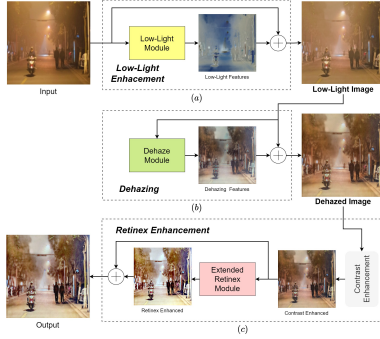 Low-Light
Module
Low-Light Features
Input
Low-Light
Enhacement
(a)
Low-Light Image
Dehaze
Module
Dehazing Features
Dehazing
(b)
Dehazed Image
Retinex Enhancement
Contrast
Enhancement
Extended
Retinex
Module
Retinex Enhanced
Contrast Enhanced
Output
(c)